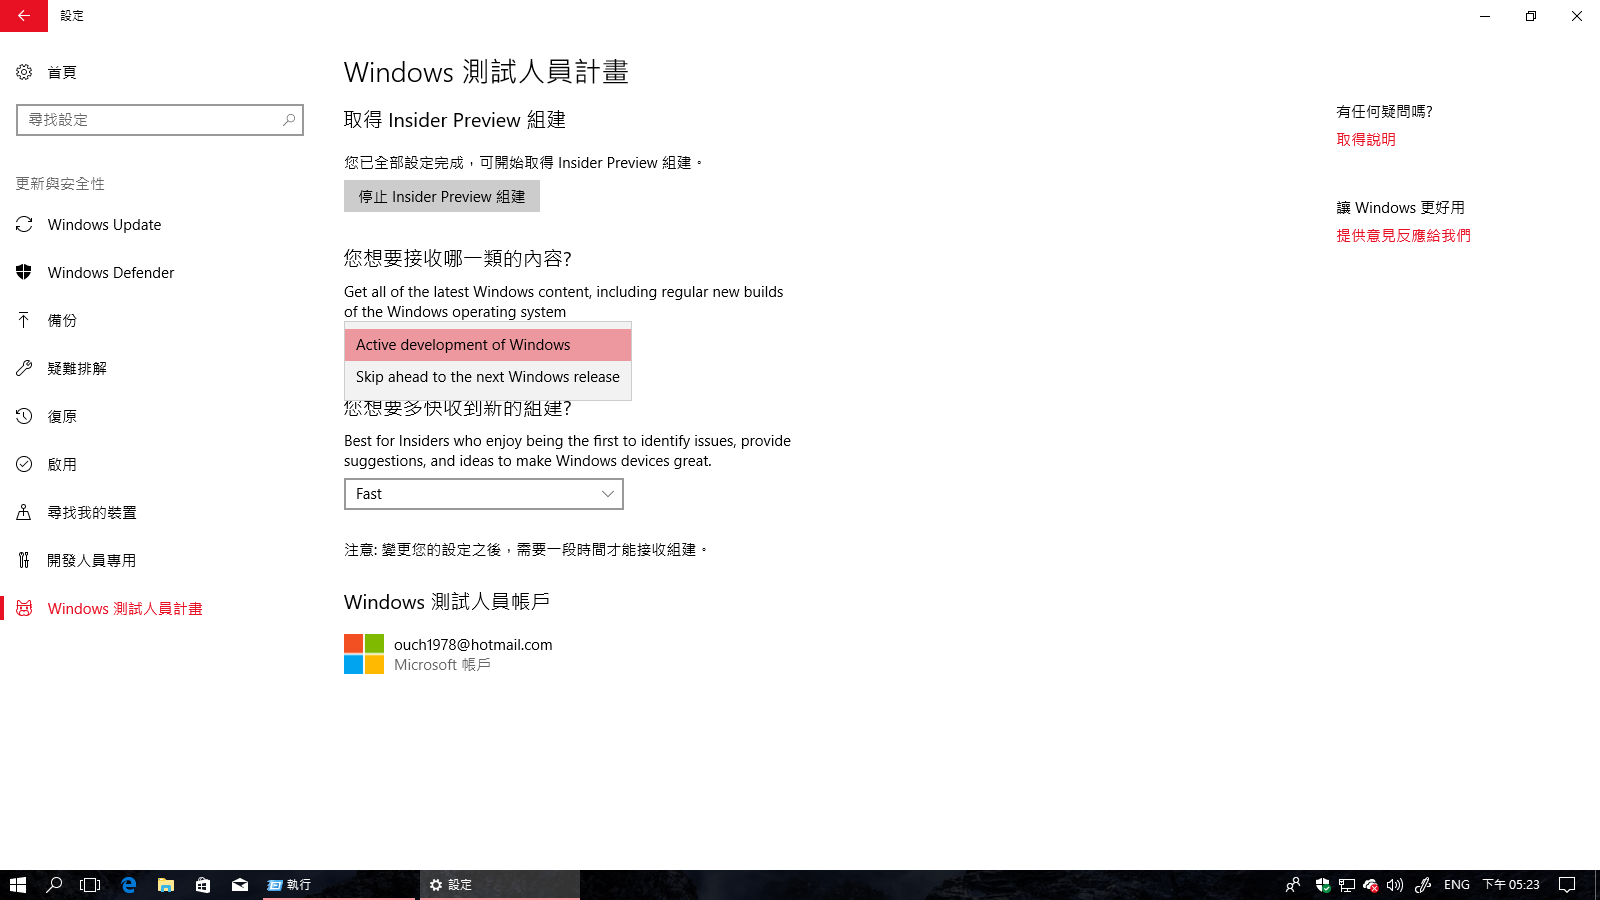 設定
首頁
尋找設定
更新與安全性
Windows Update
Windows Defender
備份
疑難排解
復原
啟用
尋找我的裝置
開發人員專用
Windows 測試人員計畫
Windows 測試人員計畫
取得 Insider Preview 組建
您已全部設定完成，可開始取得 Insider Preview 組建。
停止 Insider Preview 組建
您想要接收哪一類的內容?
Get all of the latest Windows content, including regular new builds
of the Windows operating system
Active development of Windows
Skip ahead to the next Windows release
您想要多快收到新的組建?
Best for Insiders who enjoy being the first to identify issues, provide
suggestions, and ideas to make Windows devices great.
Fast
注意: 變更您的設定之後，需要一段時間才能接收組建。
Windows 測試人員帳戶
ouch1978@hotmail.com
Microsoft 帳戶
有任何疑問嗎?
取得說明
讓 Windows 更好用
提供意見反應給我們
執行
設定
ENG
下午 05:23